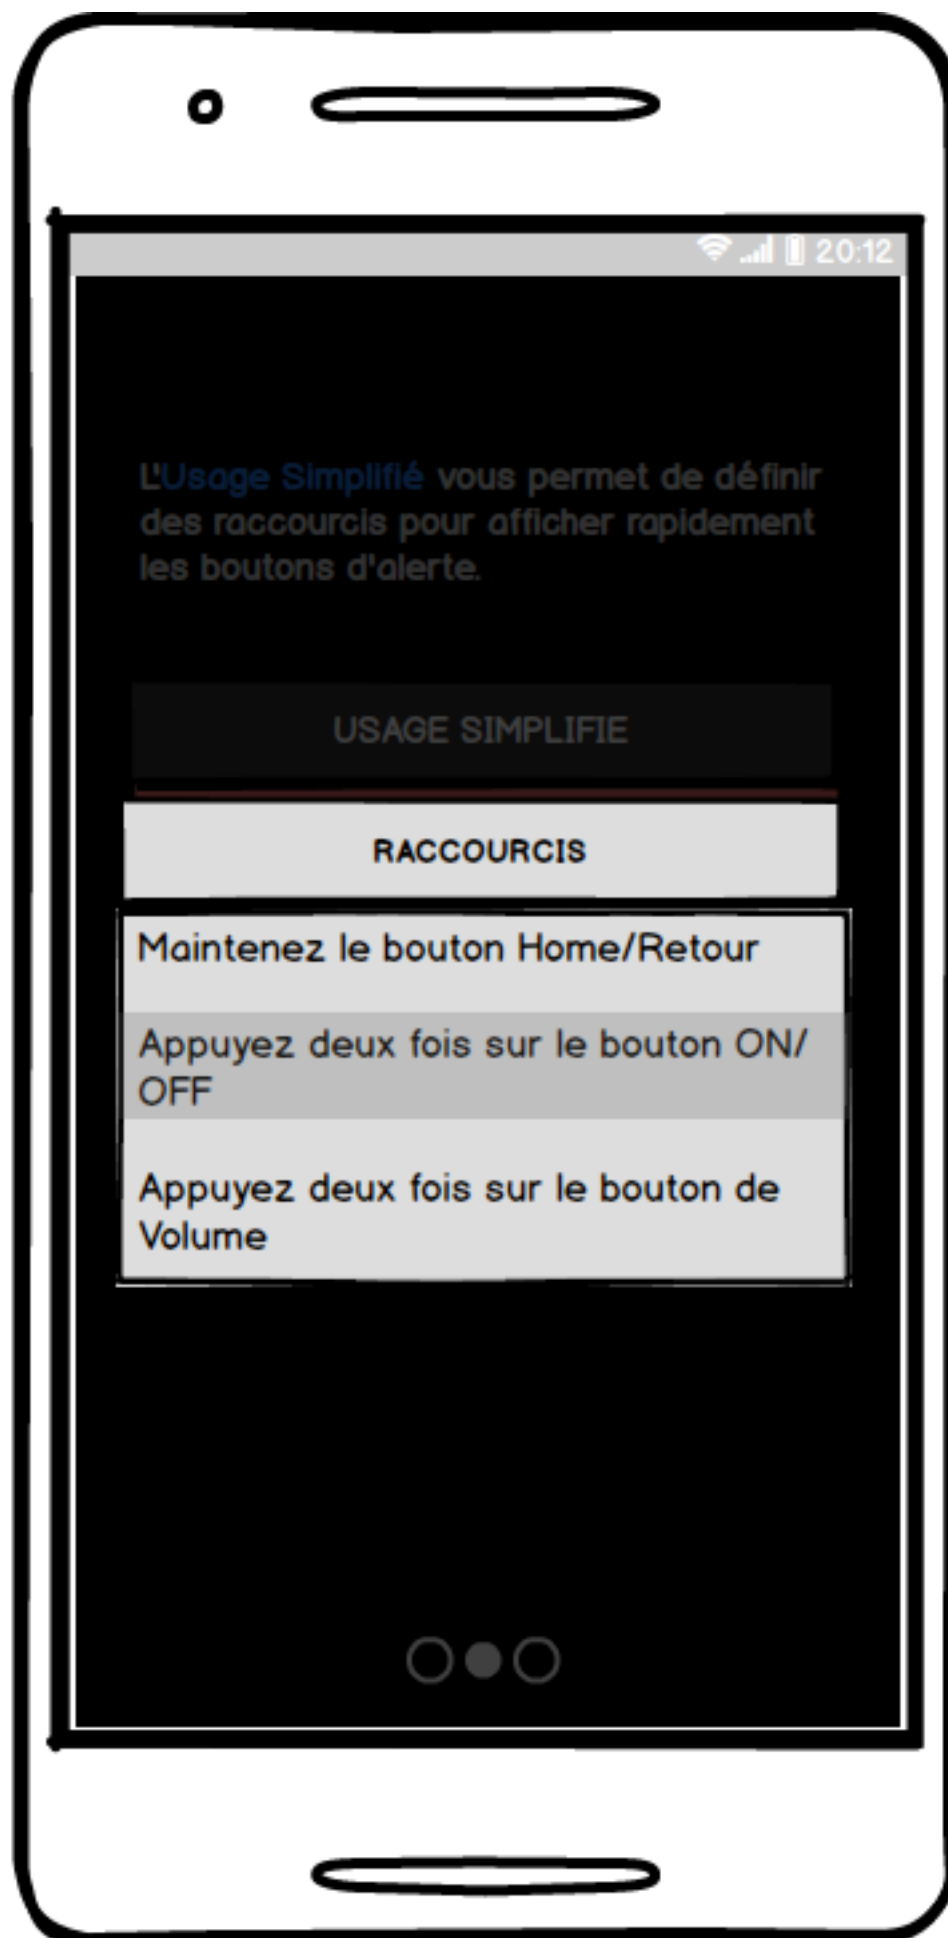 20:12
L'Usage Simplifié vous permet de définir
des raccourcis pour afficher rapidement
les boutons d'alerte.
USAGE SIMPLIFIE
RACCOURCIS
Maintenez le bouton Home/Retour
Appuyez deux fois sur le bouton ON/
OFF
Appuyez deux fois sur le bouton de
Volume